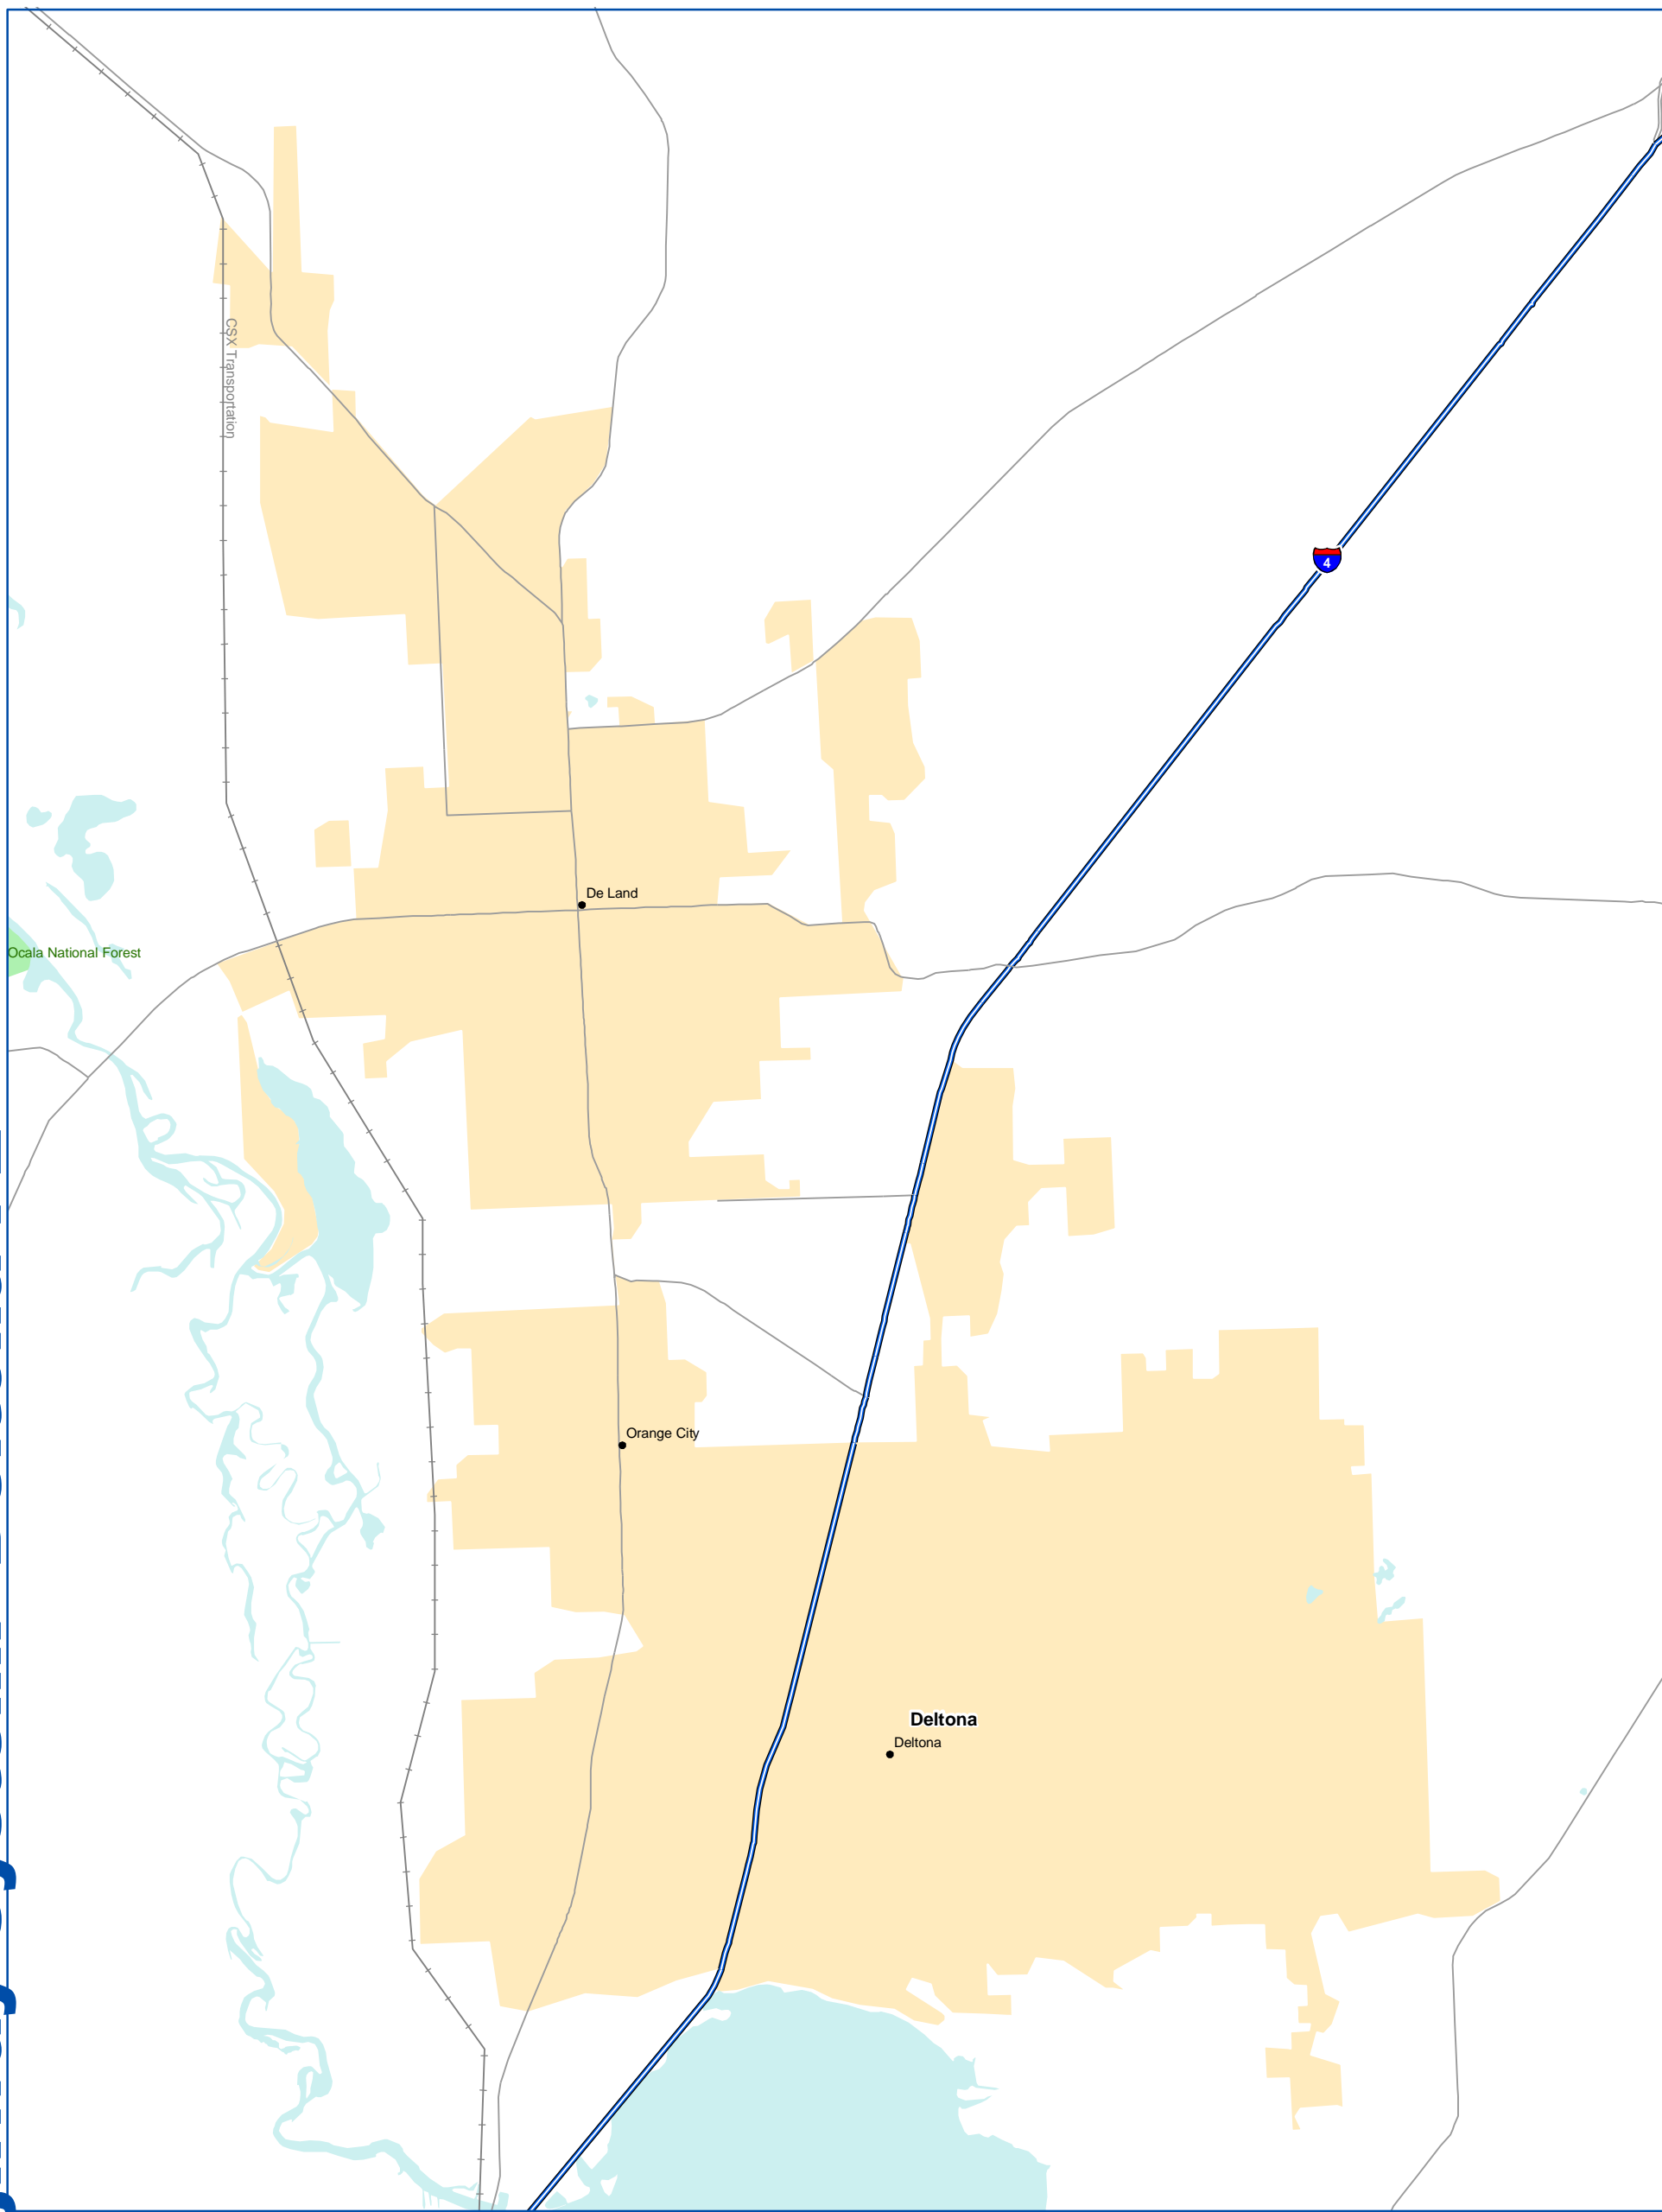 CSX Transportation
4
De Land
Ocala National Forest
Orange City
Deltona
Deltona